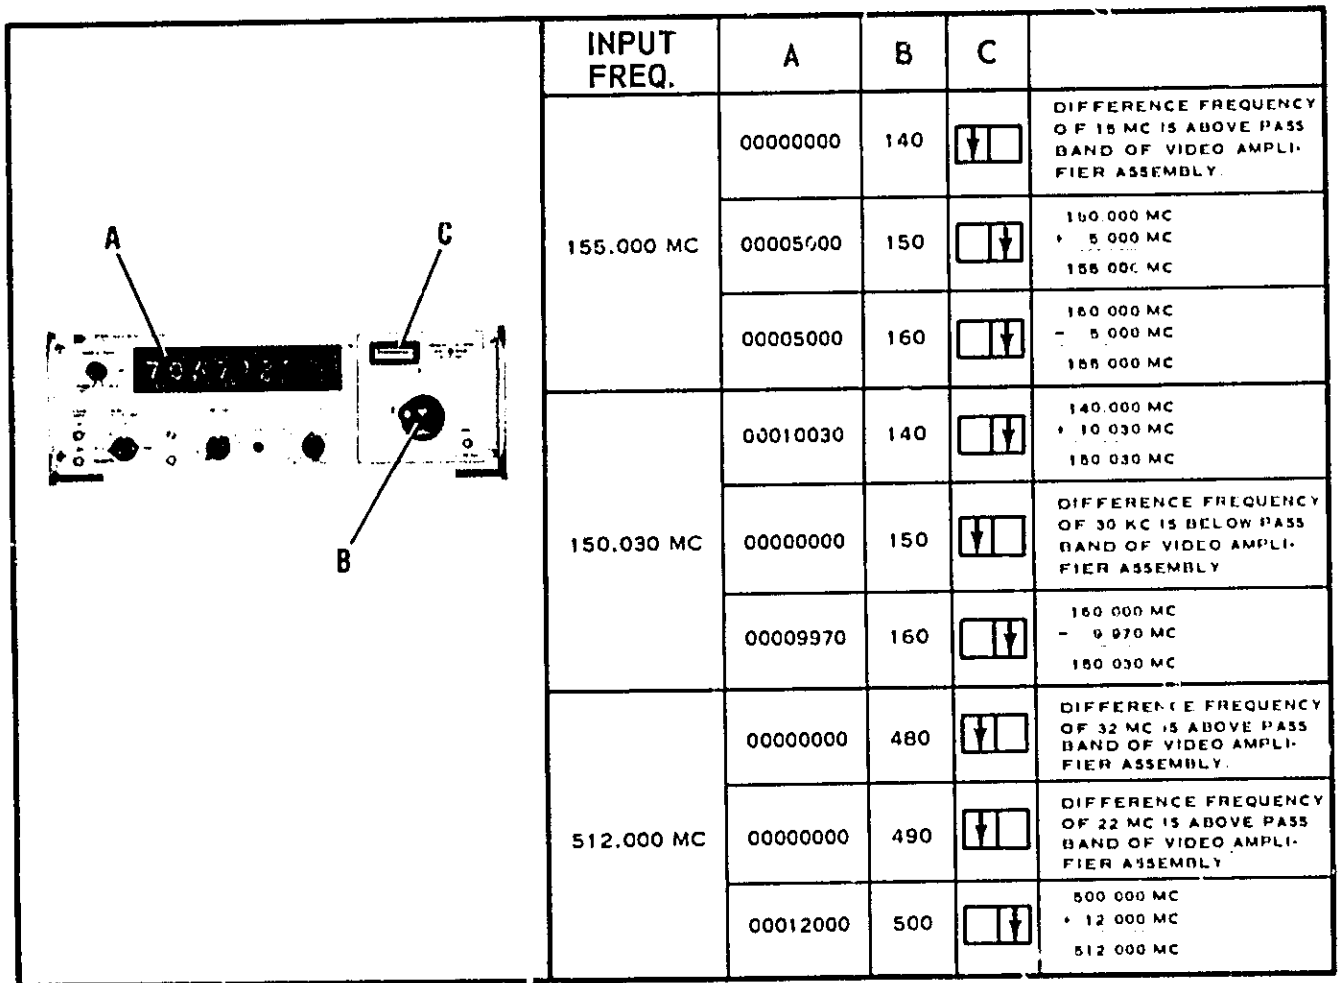 INPUT
FREQ.
A
B
C
155.000 MC
00000000
140
DIFFERENCE FREQUENCY
OF 15 MC IS ABOVE PASS
BAND OF VIDEO AMPLI-
FIER ASSEMBLY.
00005000
150
150.000 MC
+ 5 000 MC
155 000 MC
00005000
160
160 000 MC
- 5 000 MC
155 000 MC
150.030 MC
00010030
140
140.000 MC
+ 10 030 MC
150 030 MC
00000000
150
DIFFERENCE FREQUENCY
OF 30 KC IS BELOW PASS
BAND OF VIDEO AMPLI-
FIER ASSEMBLY
00009970
160
160 000 MC
- 9 970 MC
150 030 MC
512.000 MC
00000000
480
DIFFERENCE FREQUENCY
OF 32 MC IS ABOVE PASS
BAND OF VIDEO AMPLI-
FIER ASSEMBLY.
00000000
490
DIFFERENCE FREQUENCY
OF 22 MC IS ABOVE PASS
BAND OF VIDEO AMPLI-
FIER ASSEMBLY
00012000
500
500 000 MC
+ 12 000 MC
512 000 MC
A
C
B